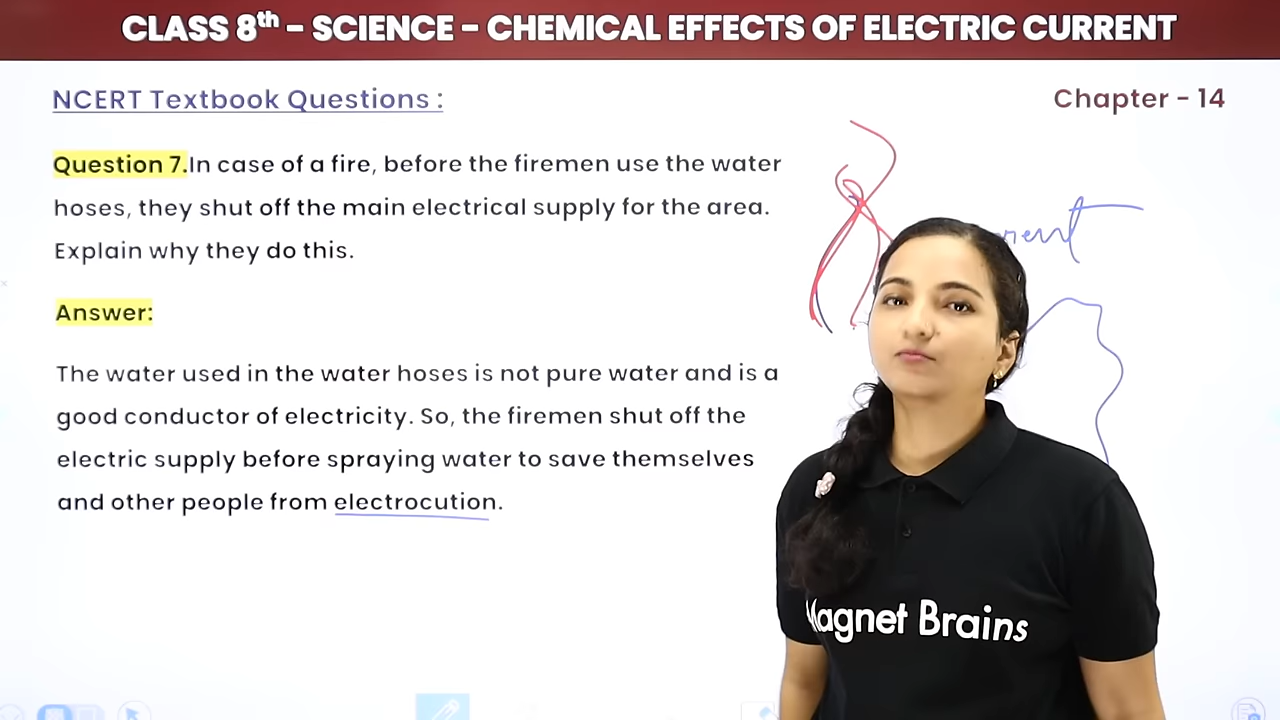 CLASS 8th - SCIENCE - CHEMICAL EFFECTS OF ELECTRIC CURRENT
NCERT Textbook Questions :
Chapter - 14
Question 7.In case of a fire, before the firemen use the water
hoses, they shut off the main electrical supply for the area.
Explain why they do this.
Answer:
The water used in the water hoses is not pure water and is a
good conductor of electricity. So, the firemen shut off the
electric supply before spraying water to save themselves
and other people from electrocution.
Magnet Brains